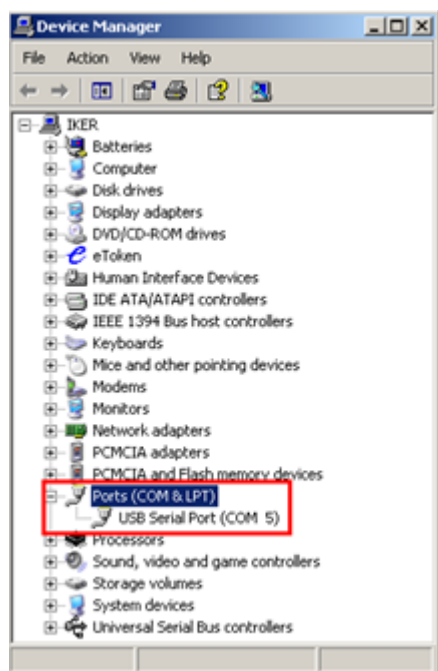 Device Manager
File Action View Help
IKER
Batteries
Computer
Disk drives
Display adapters
DVD/CD-ROM drives
eToken
Human Interface Devices
IDE ATA/ATAPI controllers
IEEE 1394 Bus host controllers
Keyboards
Mice and other pointing devices
Modems
Monitors
Network adapters
PCMCIA adapters
PCMCIA and Flash memory devices
Ports (COM & LPT)
USB Serial Port (COM 5)
Processors
Sound, video and game controllers
Storage volumes
System devices
Universal Serial Bus controllers